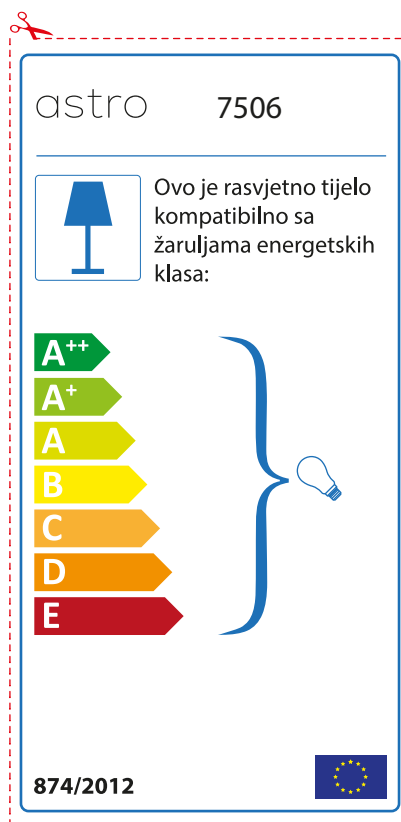 astro 7506
Ovo je rasvjetno tijelo
kompatibilno sa
žaruljama energetskih
klasa:
A++
A+
A
B
C
D
E
874/2012